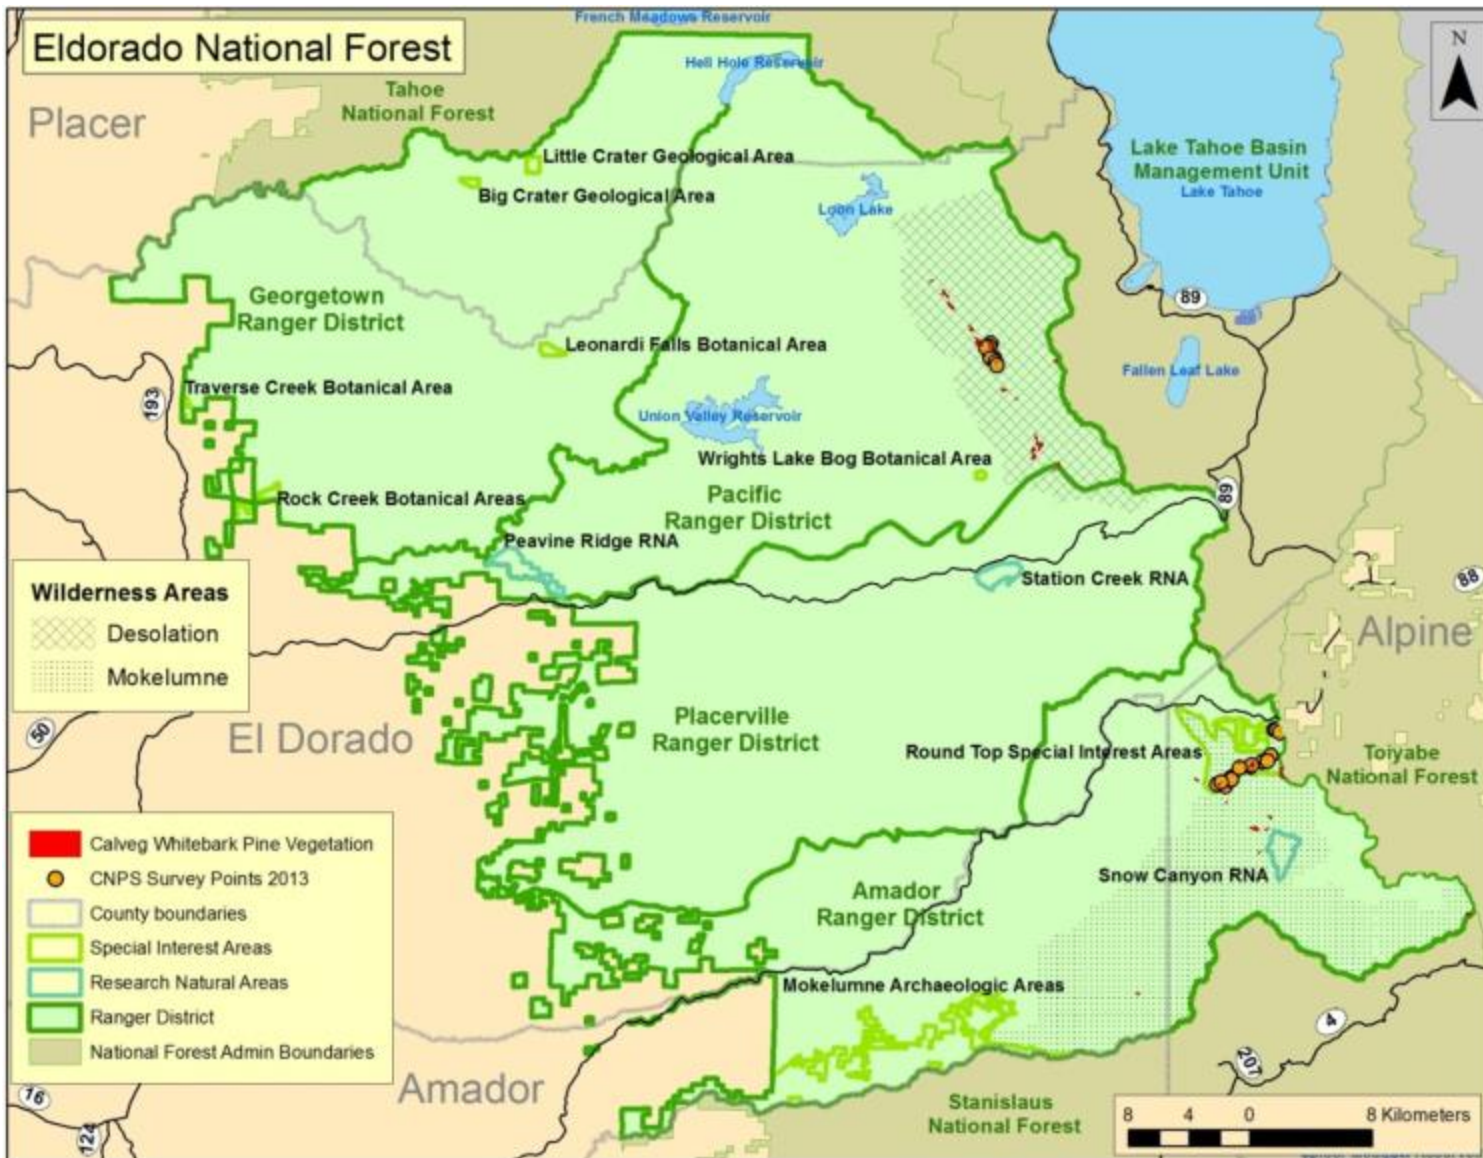 Eldorado National Forest
French Meadows Reservoir
N
Hell Hole Reservoir
Placer
Tahoe
National Forest
Little Crater Geological Area
Big Crater Geological Area
Lake Tahoe Basin
Management Unit
Lake Tahoe
Loon Lake
Georgetown
Ranger District
89
Leonardi Falls Botanical Area
Fallen Leaf Lake
Traverse Creek Botanical Area
193
Union Valley Reservoir
Wrights Lake Bog Botanical Area
Rock Creek Botanical Areas
Pacific
Ranger District
89
Peavine Ridge RNA
Station Creek RNA
88
Wilderness Areas
Desolation
Mokelumne
Alpine
50
El Dorado
Placerville
Ranger District
Round Top Special Interest Areas
Toiyabe
National Forest
Calveg Whitebark Pine Vegetation
CNPS Survey Points 2013
County boundaries
Special Interest Areas
Research Natural Areas
Ranger District
National Forest Admin Boundaries
Snow Canyon RNA
Amador
Ranger District
Mokelumne Archaeologic Areas
4
207
16
124
Amador
Stanislaus
National Forest
8 4 0 8 Kilometers